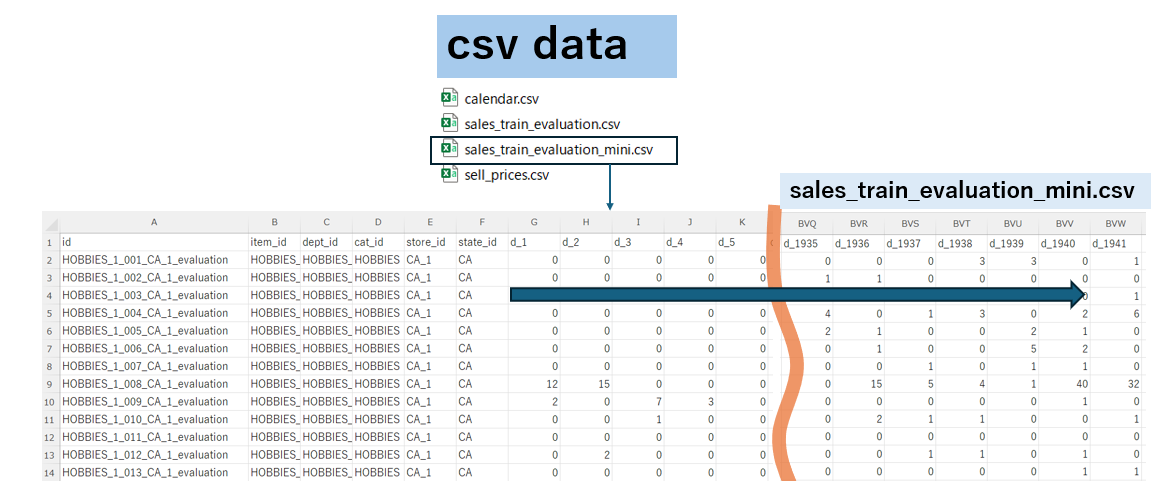 csv data
calendar.csv
sales_train_evaluation.csv
sales_train_evaluation_mini.csv
sell_prices.csv
sales_train_evaluation_mini.csv
A B C D E F G H I J K BVQ BVR BVS BVT BVU BVV BVW
1 id item_id dept_id cat_id store_id state_id d_1 d_2 d_3 d_4 d_5 d_1935 d_1936 d_1937 d_1938 d_1939 d_1940 d_1941
2 HOBBIES_1_001_CA_1_evaluation HOBBIES_ HOBBIES_ HOBBIES CA_1 CA 0 0 0 0 0 0 0 0 3 3 0 1
3 HOBBIES_1_002_CA_1_evaluation HOBBIES_ HOBBIES_ HOBBIES CA_1 CA 0 0 0 0 0 1 1 0 0 0 0 0
4 HOBBIES_1_003_CA_1_evaluation HOBBIES_ HOBBIES_ HOBBIES CA_1 CA 0 1
5 HOBBIES_1_004_CA_1_evaluation HOBBIES_ HOBBIES_ HOBBIES CA_1 CA 0 0 0 0 0 4 0 1 3 0 2 6
6 HOBBIES_1_005_CA_1_evaluation HOBBIES_ HOBBIES_ HOBBIES CA_1 CA 0 0 0 0 0 2 1 0 0 2 1 0
7 HOBBIES_1_006_CA_1_evaluation HOBBIES_ HOBBIES_ HOBBIES CA_1 CA 0 0 0 0 0 0 1 0 0 5 2 0
8 HOBBIES_1_007_CA_1_evaluation HOBBIES_ HOBBIES_ HOBBIES CA_1 CA 0 0 0 0 0 0 0 1 0 1 1 0
9 HOBBIES_1_008_CA_1_evaluation HOBBIES_ HOBBIES_ HOBBIES CA_1 CA 12 15 0 0 0 0 15 5 4 1 40 32
10 HOBBIES_1_009_CA_1_evaluation HOBBIES_ HOBBIES_ HOBBIES CA_1 CA 2 0 7 3 0 0 0 0 0 0 1 0
11 HOBBIES_1_010_CA_1_evaluation HOBBIES_ HOBBIES_ HOBBIES CA_1 CA 0 0 1 0 0 0 2 1 1 0 0 1
12 HOBBIES_1_011_CA_1_evaluation HOBBIES_ HOBBIES_ HOBBIES CA_1 CA 0 0 0 0 0 0 0 0 0 0 0 0
13 HOBBIES_1_012_CA_1_evaluation HOBBIES_ HOBBIES_ HOBBIES CA_1 CA 0 2 0 0 0 0 0 1 1 0 1 0
14 HOBBIES_1_013_CA_1_evaluation HOBBIES_ HOBBIES_ HOBBIES CA_1 CA 0 0 0 0 0 0 0 0 0 0 1 1